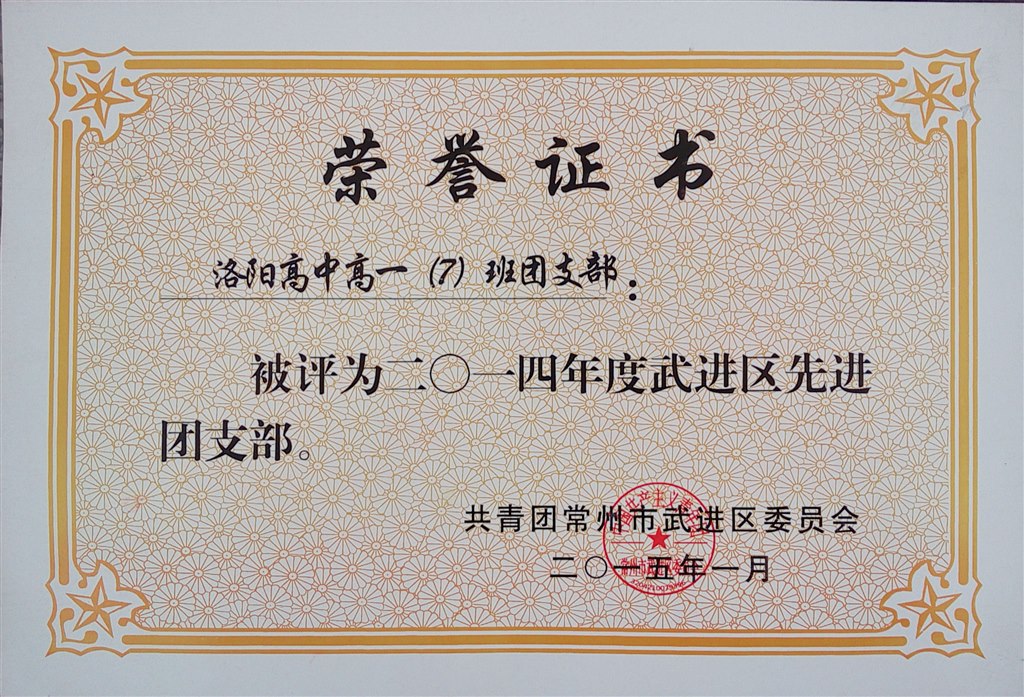 荣誉证书
洛阳高中高一（7）班团支部：
被评为二〇一四年度武进区先进
团支部。
共青团常州市武进区委员会
二〇一五年一月